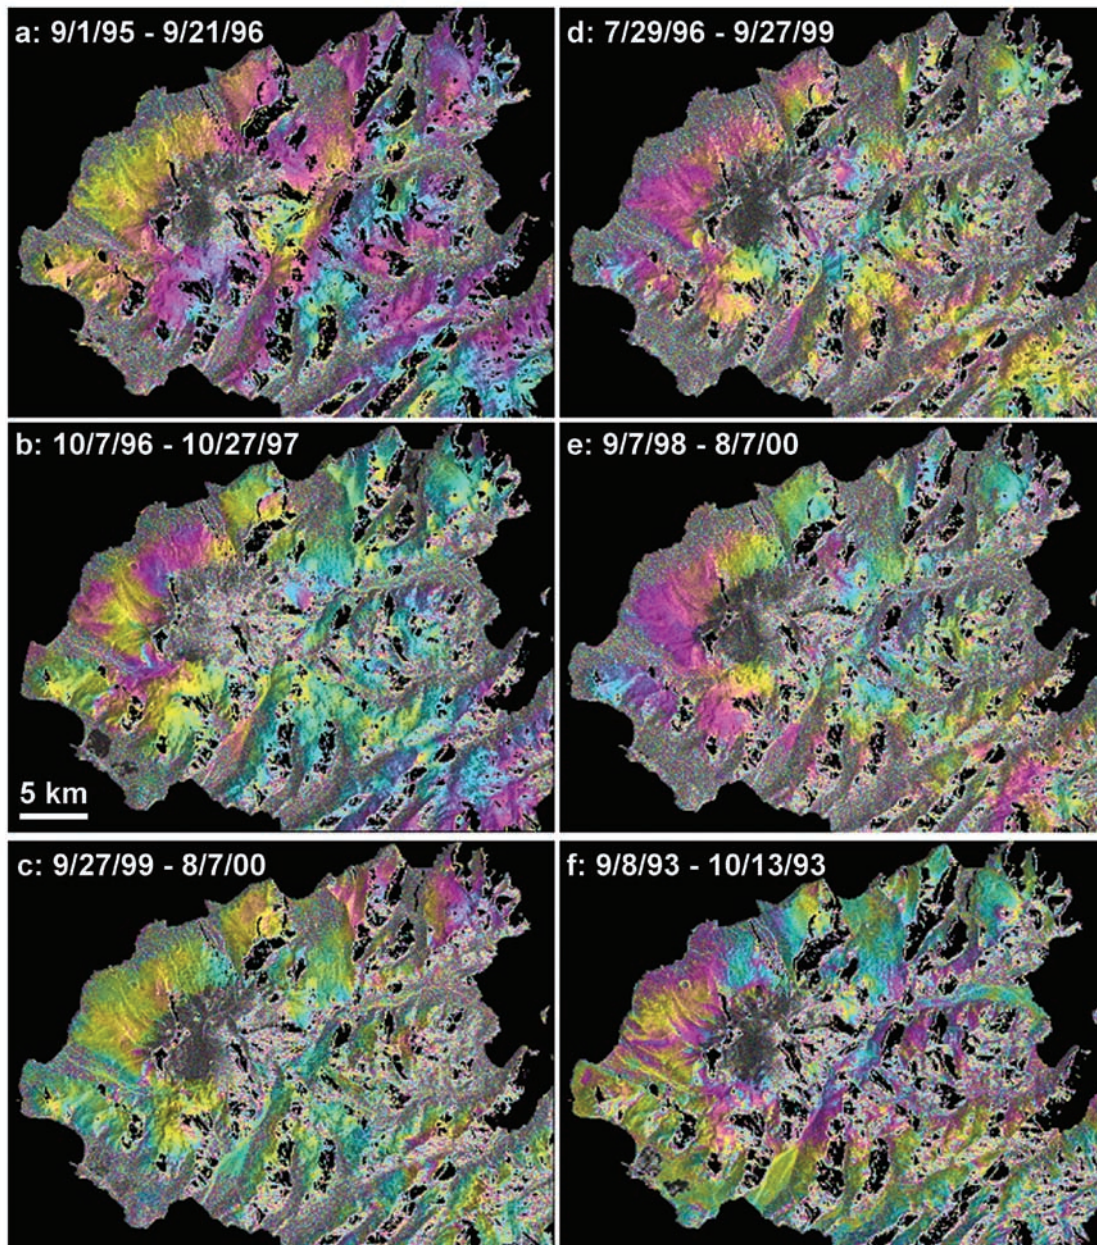 a: 9/1/95 - 9/21/96
d: 7/29/96 - 9/27/99
b: 10/7/96 - 10/27/97
e: 9/7/98 - 8/7/00
5 km
c: 9/27/99 - 8/7/00
f: 9/8/93 - 10/13/93